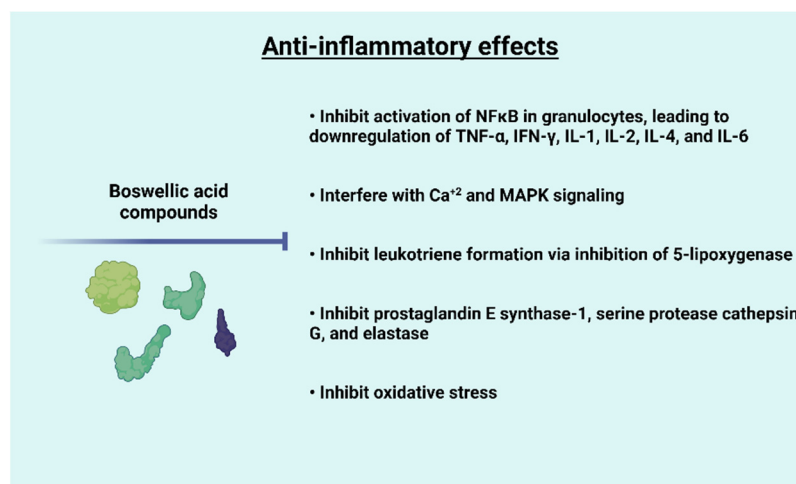 Anti-inflammatory effects
• Inhibit activation of NFκB in granulocytes, leading to
downregulation of TNF-α, IFN-γ, IL-1, IL-2, IL-4, and IL-6
Boswellic acid
compounds
• Interfere with Ca⁺² and MAPK signaling
• Inhibit leukotriene formation via inhibition of 5-lipoxygenase
• Inhibit prostaglandin E synthase-1, serine protease cathepsin
G, and elastase
• Inhibit oxidative stress